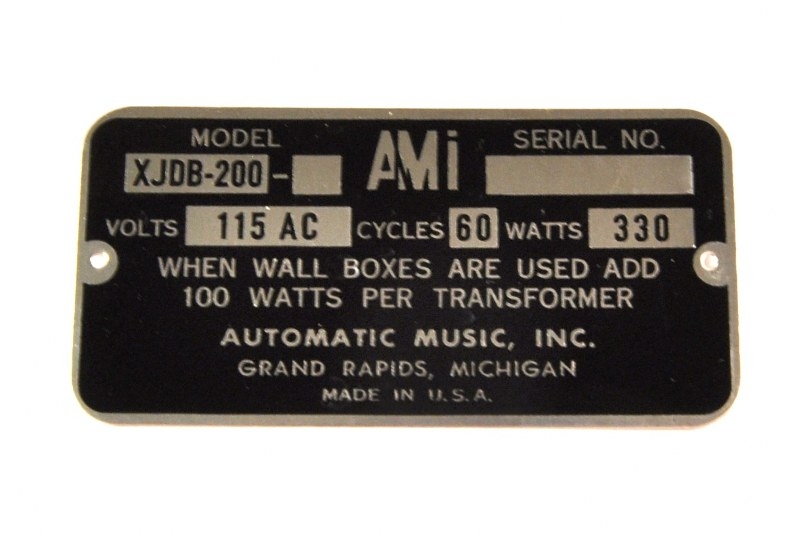 MODEL AMi SERIAL NO.
XJDB-200-
VOLTS 115 AC CYCLES 60 WATTS 330
WHEN WALL BOXES ARE USED ADD
100 WATTS PER TRANSFORMER
AUTOMATIC MUSIC, INC.
GRAND RAPIDS, MICHIGAN
MADE IN U.S.A.